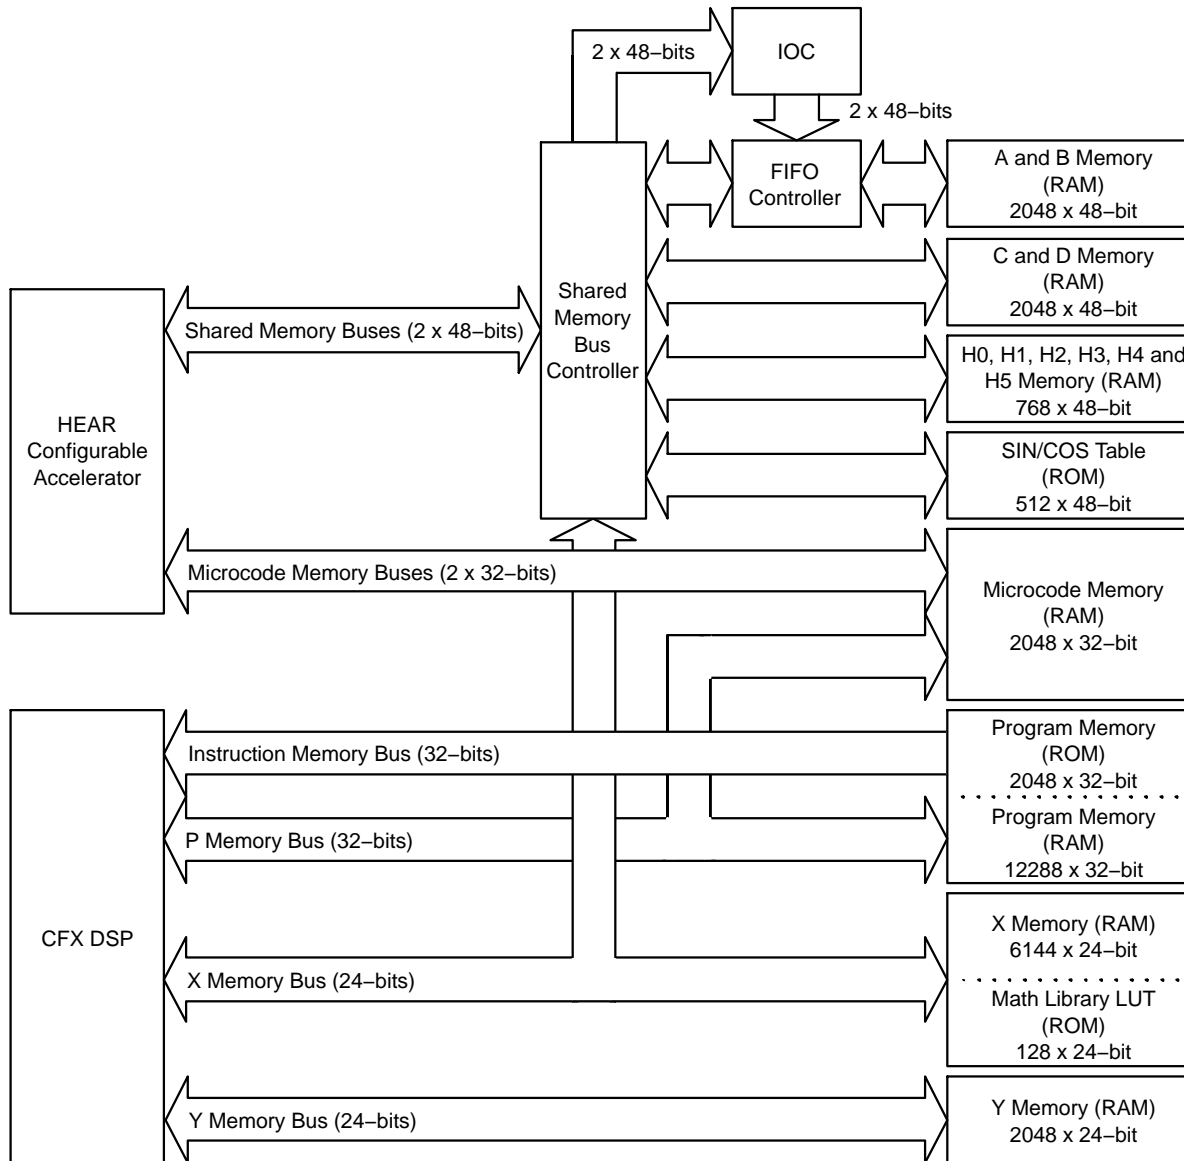 2 x 48−bits
IOC
2 x 48−bits
FIFO
Controller
A and B Memory
(RAM)
2048 x 48−bit
C and D Memory
(RAM)
2048 x 48−bit
Shared
Memory
Bus
Controller
Shared Memory Buses (2 x 48−bits)
H0, H1, H2, H3, H4 and
H5 Memory (RAM)
768 x 48−bit
HEAR
Configurable
Accelerator
SIN/COS Table
(ROM)
512 x 48−bit
Microcode Memory Buses (2 x 32−bits)
Microcode Memory
(RAM)
2048 x 32−bit
Instruction Memory Bus (32−bits)
Program Memory
(ROM)
2048 x 32−bit
P Memory Bus (32−bits)
Program Memory
(RAM)
12288 x 32−bit
CFX DSP
X Memory (RAM)
6144 x 24−bit
X Memory Bus (24−bits)
Math Library LUT
(ROM)
128 x 24−bit
Y Memory Bus (24−bits)
Y Memory (RAM)
2048 x 24−bit